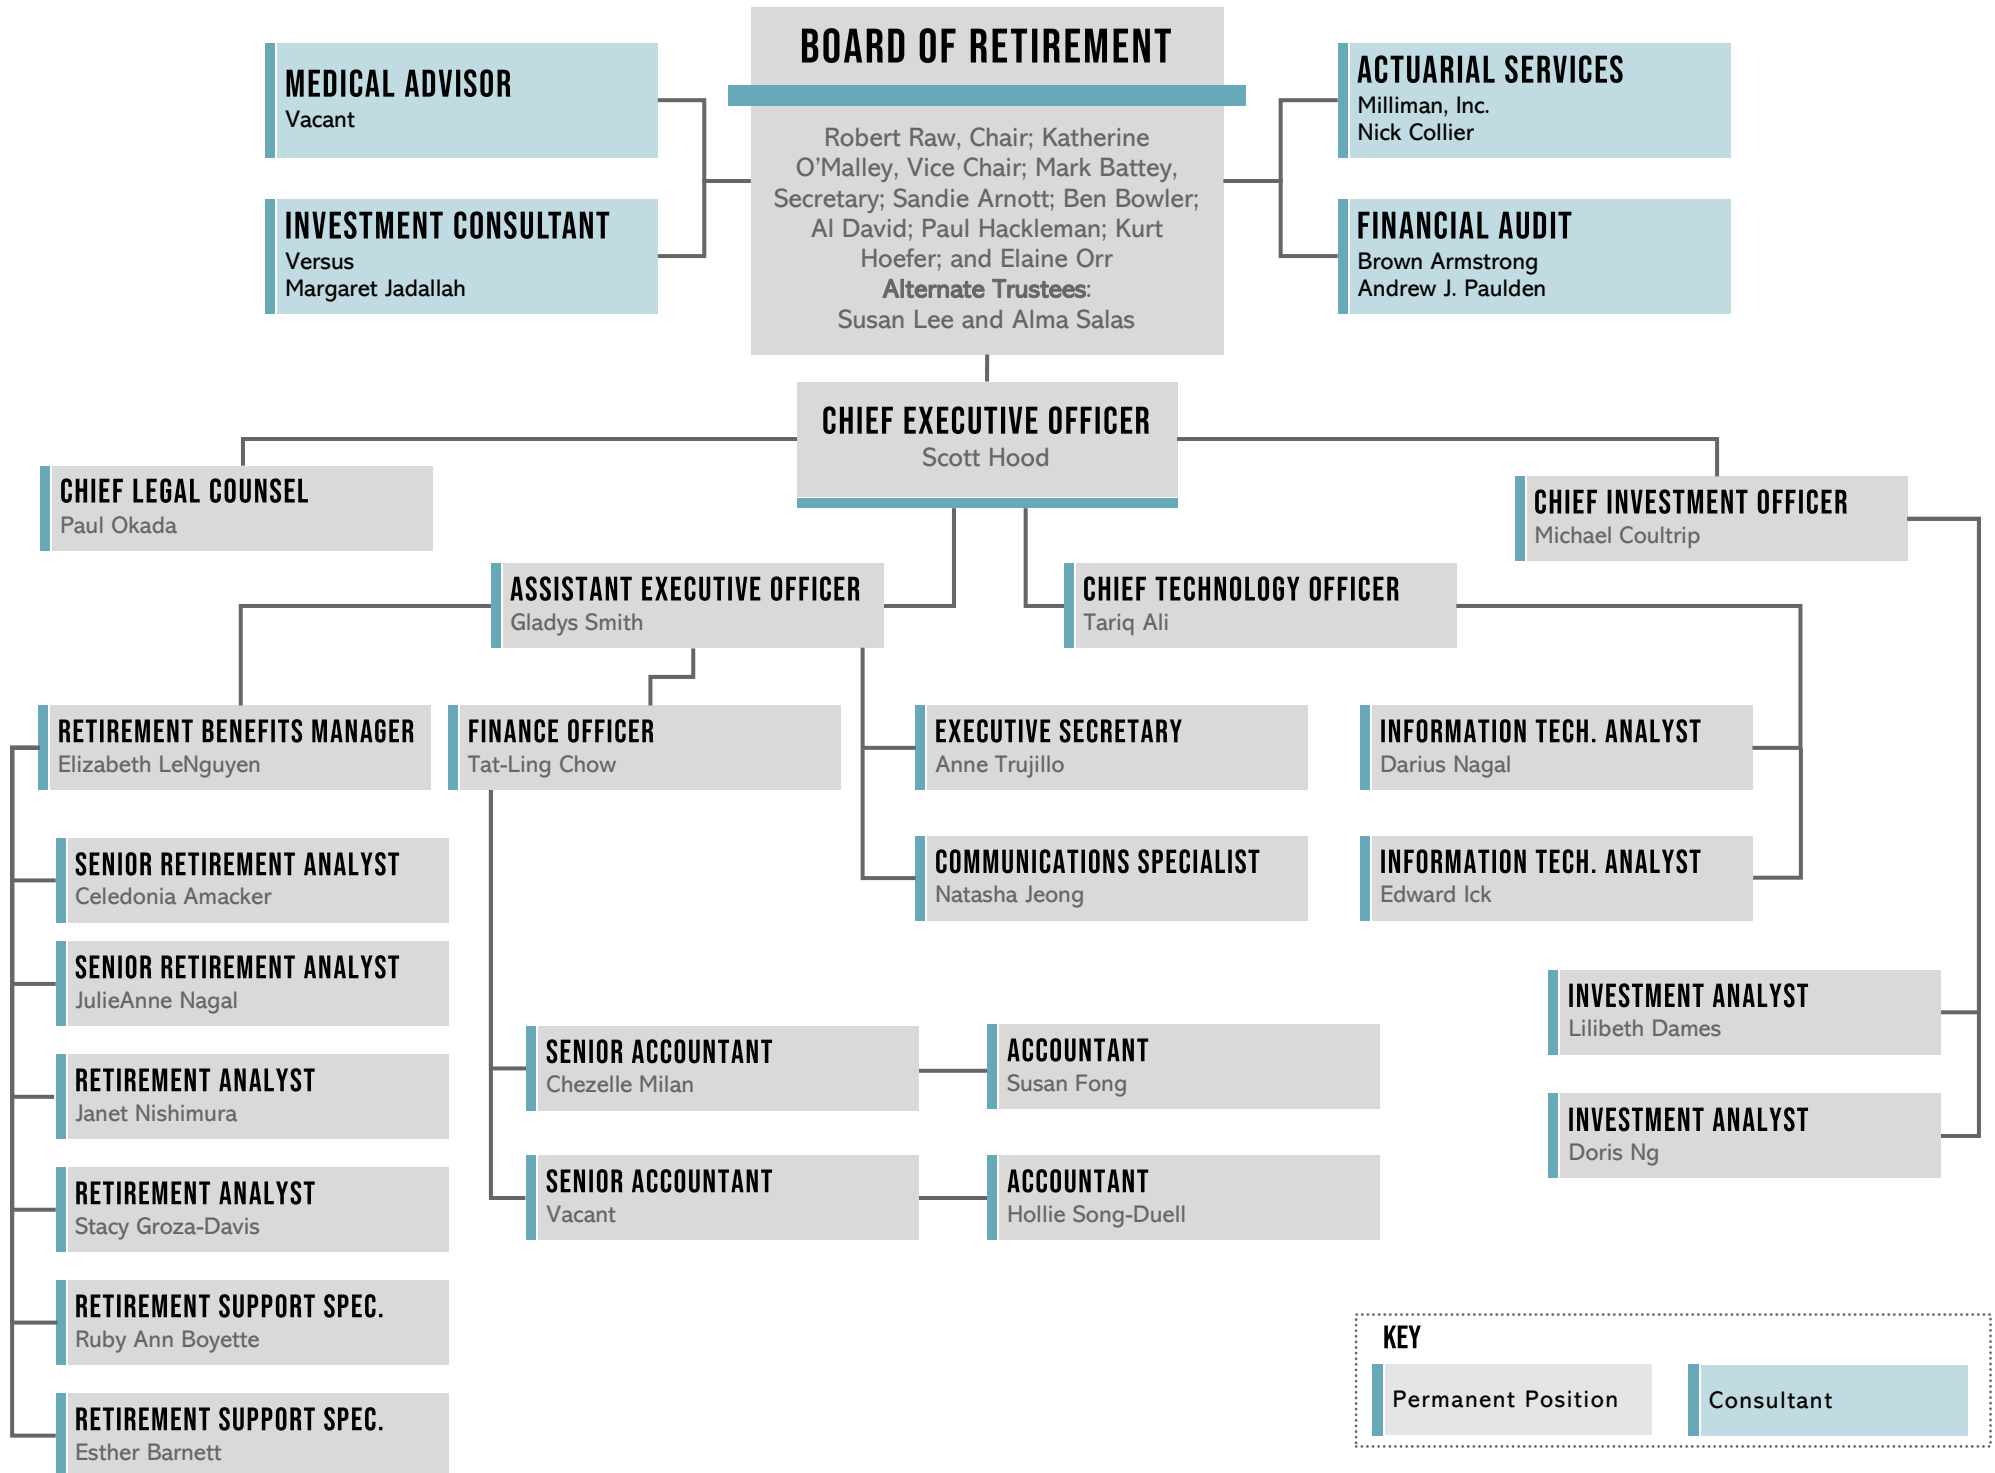 BOARD OF RETIREMENT
Robert Raw, Chair; Katherine
O’Malley, Vice Chair; Mark Battey,
Secretary; Sandie Arnott; Ben Bowler;
Al David; Paul Hackleman; Kurt
Hoefer; and Elaine Orr
Alternate Trustees:
Susan Lee and Alma Salas
MEDICAL ADVISOR
Vacant
INVESTMENT CONSULTANT
Versus
Margaret Jadallah
ACTUARIAL SERVICES
Milliman, Inc.
Nick Collier
FINANCIAL AUDIT
Brown Armstrong
Andrew J. Paulden
CHIEF EXECUTIVE OFFICER
Scott Hood
CHIEF LEGAL COUNSEL
Paul Okada
CHIEF INVESTMENT OFFICER
Michael Coultrip
ASSISTANT EXECUTIVE OFFICER
Gladys Smith
CHIEF TECHNOLOGY OFFICER
Tariq Ali
RETIREMENT BENEFITS MANAGER
Elizabeth LeNguyen
FINANCE OFFICER
Tat-Ling Chow
EXECUTIVE SECRETARY
Anne Trujillo
INFORMATION TECH. ANALYST
Darius Nagal
COMMUNICATIONS SPECIALIST
Natasha Jeong
INFORMATION TECH. ANALYST
Edward Ick
SENIOR RETIREMENT ANALYST
Celedonia Amacker
SENIOR RETIREMENT ANALYST
JulieAnne Nagal
RETIREMENT ANALYST
Janet Nishimura
RETIREMENT ANALYST
Stacy Groza-Davis
RETIREMENT SUPPORT SPEC.
Ruby Ann Boyette
RETIREMENT SUPPORT SPEC.
Esther Barnett
SENIOR ACCOUNTANT
Chezelle Milan
ACCOUNTANT
Susan Fong
SENIOR ACCOUNTANT
Vacant
ACCOUNTANT
Hollie Song-Duell
INVESTMENT ANALYST
Lilibeth Dames
INVESTMENT ANALYST
Doris Ng
KEY
Permanent Position
Consultant